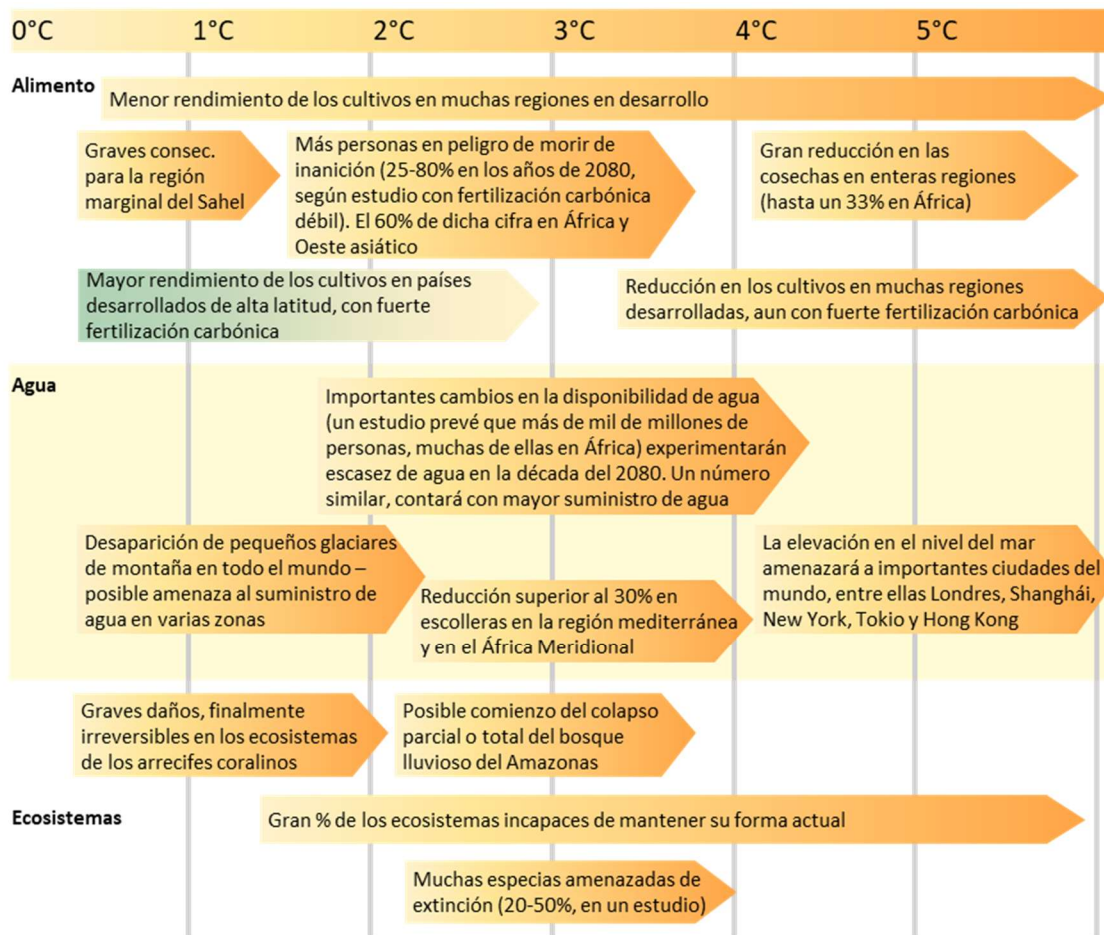 0°C 1°C 2°C 3°C 4°C 5°C
Alimento
Menor rendimiento de los cultivos en muchas regiones en desarrollo
Graves consec.
para la región
marginal del Sahel
Más personas en peligro de morir de
inanición (25-80% en los años de 2080,
según estudio con fertilización carbónica
débil). El 60% de dicha cifra en África y
Oeste asiático
Gran reducción en las
cosechas en enteras regiones
(hasta un 33% en África)
Mayor rendimiento de los cultivos en países
desarrollados de alta latitud, con fuerte
fertilización carbónica
Reducción en los cultivos en muchas regiones
desarrolladas, aun con fuerte fertilización carbónica
Agua
Importantes cambios en la disponibilidad de agua
(un estudio prevé que más de mil de millones de
personas, muchas de ellas en África) experimentarán
escasez de agua en la década del 2080. Un número
similar, contará con mayor suministro de agua
Desaparición de pequeños glaciares
de montaña en todo el mundo –
posible amenaza al suministro de
agua en varias zonas
Reducción superior al 30% en
escolleras en la región mediterránea
y en el África Meridional
La elevación en el nivel del mar
amenazará a importantes ciudades del
mundo, entre ellas Londres, Shanghái,
New York, Tokio y Hong Kong
Graves daños, finalmente
irreversibles en los ecosistemas
de los arrecifes coralinos
Posible comienzo del colapso
parcial o total del bosque
lluvioso del Amazonas
Ecosistemas
Gran % de los ecosistemas incapaces de mantener su forma actual
Muchas especias amenazadas de
extinción (20-50%, en un estudio)